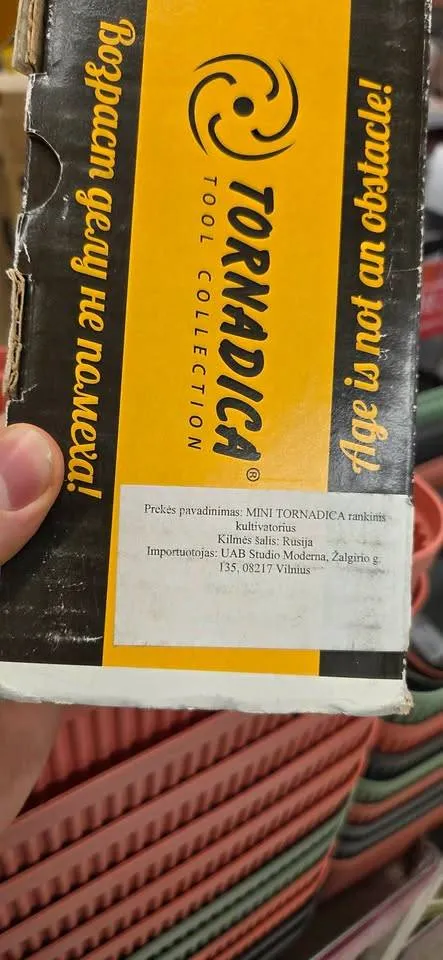 Возраст делу не помеха!
TORNADICA®
TOOL COLLECTION
Age is not an obstacle!
Prekės pavadinimas: MINI TORNADICA rankinis
kultivatorius
Kilmės šalis: Rusija
Importuotojas: UAB Studio Moderna, Žalgirio g.
135, 08217 Vilnius